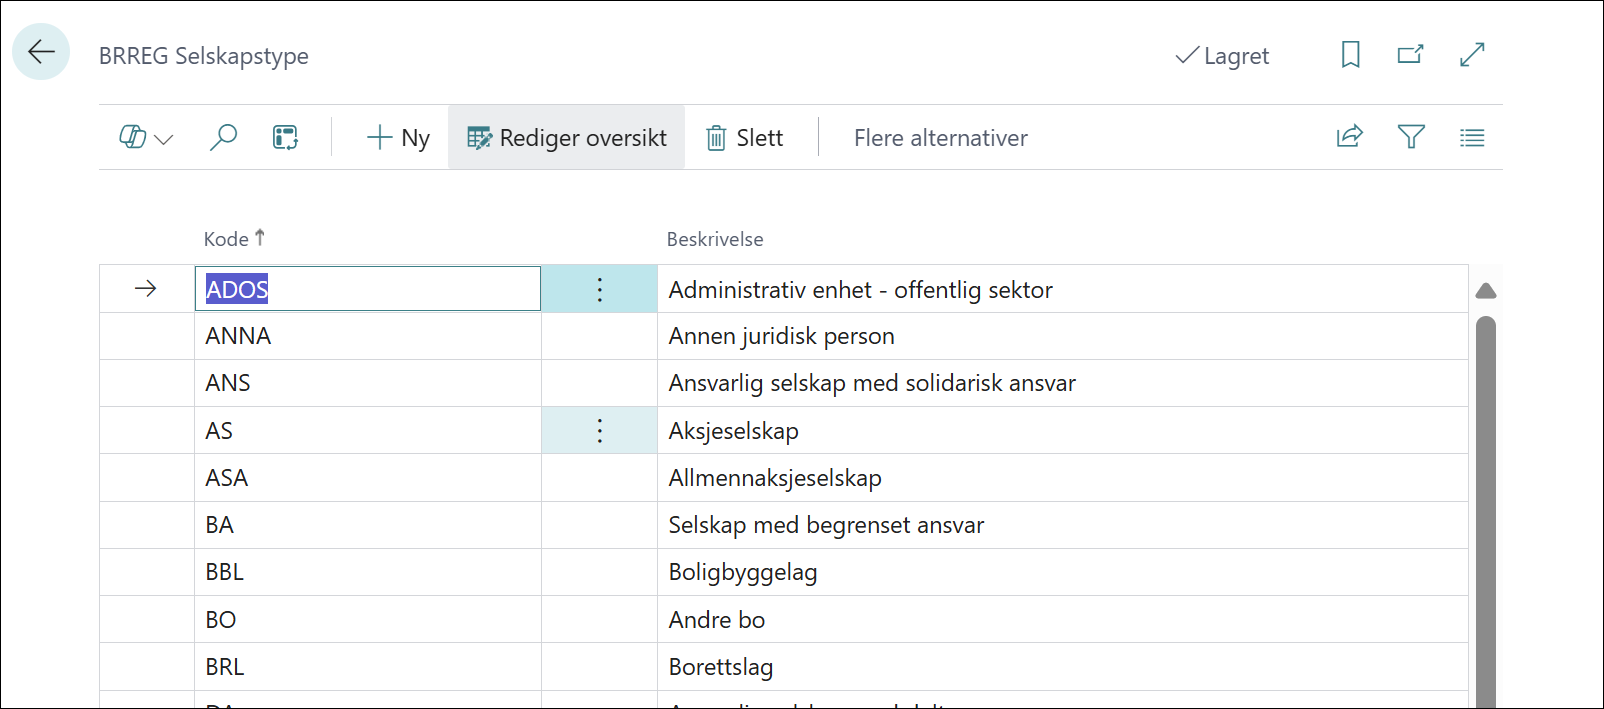 BRREG Selskapstype
Lagret
Ny
Rediger oversikt
Slett
Flere alternativer
Kode
Beskrivelse
ADOS Administrativ enhet - offentlig sektor
ANNA Annen juridisk person
ANS Ansvarlig selskap med solidarisk ansvar
AS Aksjeselskap
ASA Allmennaksjeselskap
BA Selskap med begrenset ansvar
BBL Boligbyggelag
BO Andre bo
BRL Borettslag